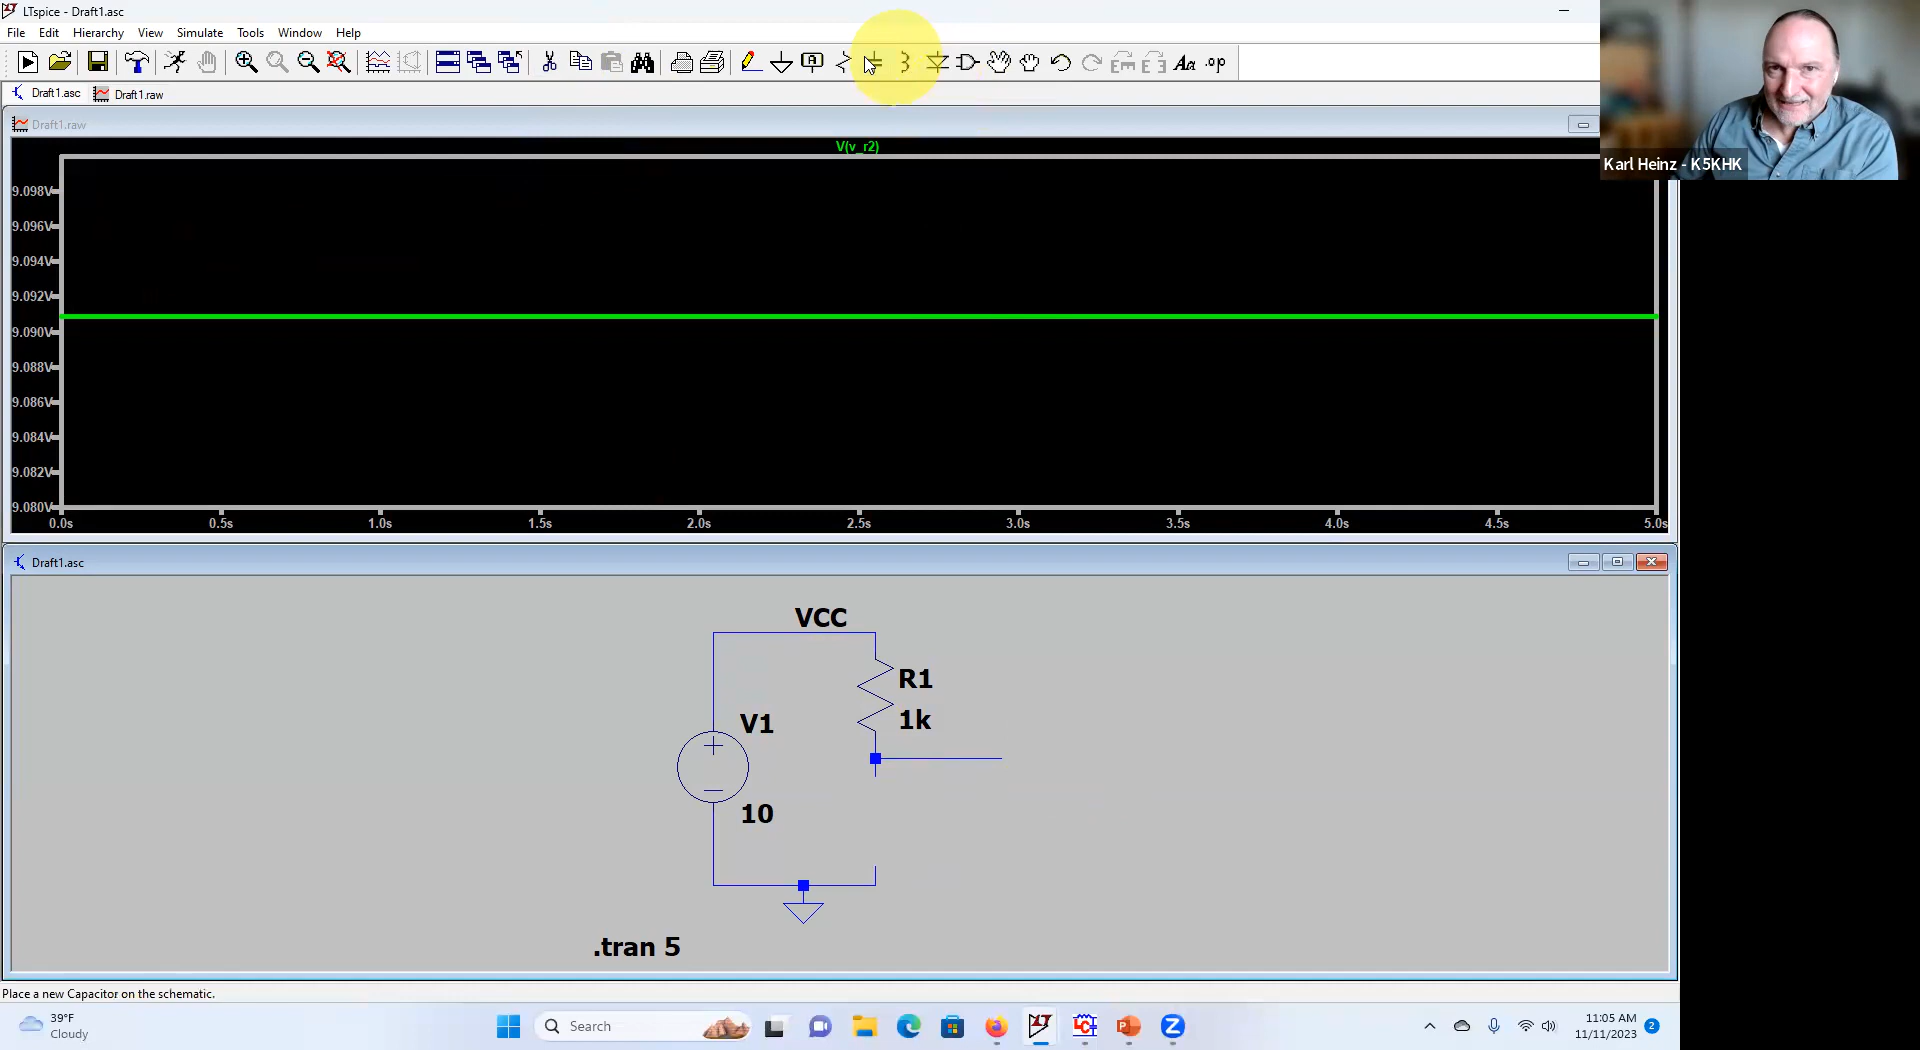 LTspice - Draft1.asc
File Edit Hierarchy View Simulate Tools Window Help
.op
Draft1.asc Draft1.raw
Draft1.raw
V(v_r2)
9.098V
9.096V
9.094V
9.092V
9.090V
9.088V
9.086V
9.084V
9.082V
9.080V
0.0s 0.5s 1.0s 1.5s 2.0s 2.5s 3.0s 3.5s 4.0s 4.5s 5.0s
Karl Heinz - K5KHK
Draft1.asc
VCC
R1
1k
V1
10
.tran 5
Place a new Capacitor on the schematic.
39°F
Cloudy
Search
11:05 AM
11/11/2023
2